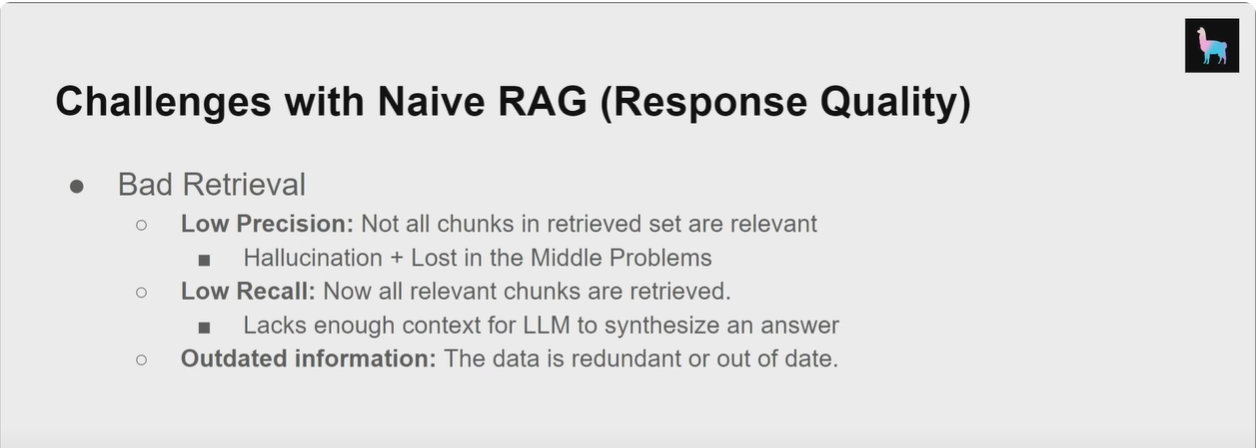 Challenges with Naive RAG (Response Quality)
● Bad Retrieval
○ Low Precision: Not all chunks in retrieved set are relevant
■ Hallucination + Lost in the Middle Problems
○ Low Recall: Now all relevant chunks are retrieved.
■ Lacks enough context for LLM to synthesize an answer
○ Outdated information: The data is redundant or out of date.